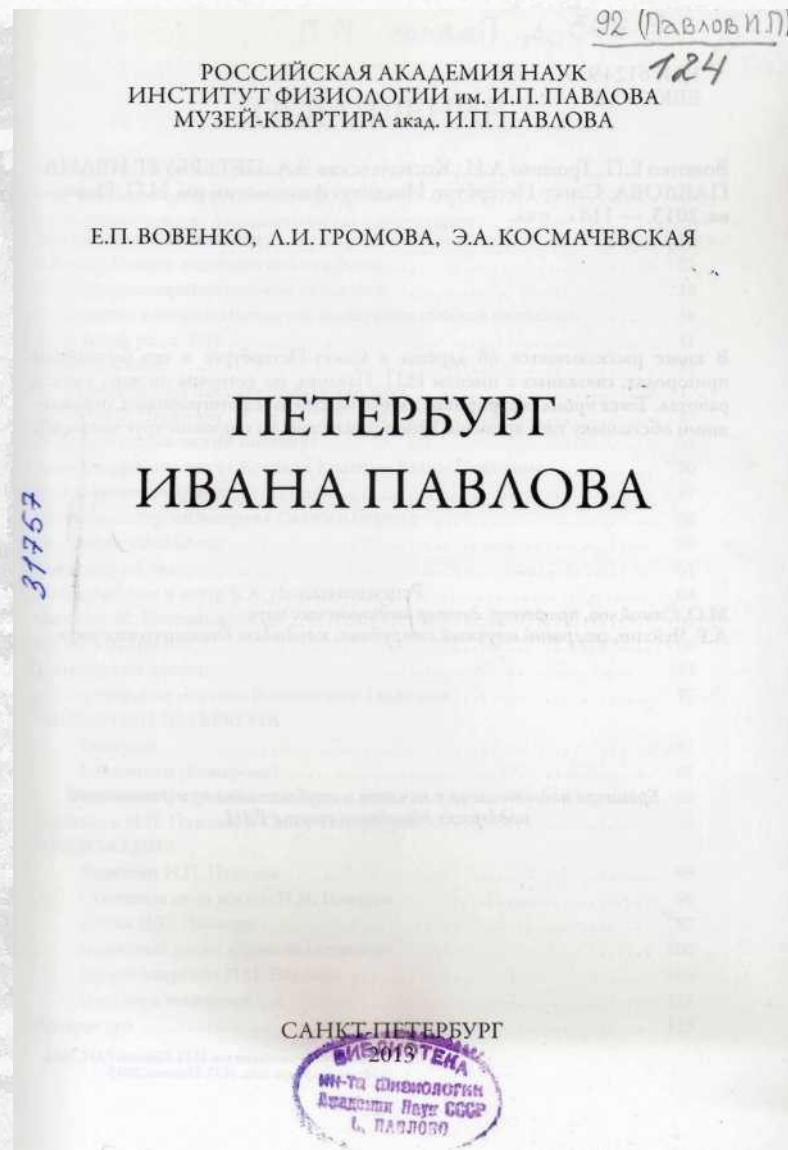 92 (Павлов И.П)
124
РОССИЙСКАЯ АКАДЕМИЯ НАУК
ИНСТИТУТ ФИЗИОЛОГИИ им. И.П. ПАВЛОВА
МУЗЕЙ-КВАРТИРА акад. И.П. ПАВЛОВА
Е.П. ВОВЕНКО, Л.И. ГРОМОВА, Э.А. КОСМАЧЕВСКАЯ
ПЕТЕРБУРГ
ИВАНА ПАВЛОВА
31757
САНКТ-ПЕТЕРБУРГ
2013
БИБЛИОТЕКА
ИН-ТА ФИЗИОЛОГИИ
Академии Наук СССР
с. ПАВЛОВО